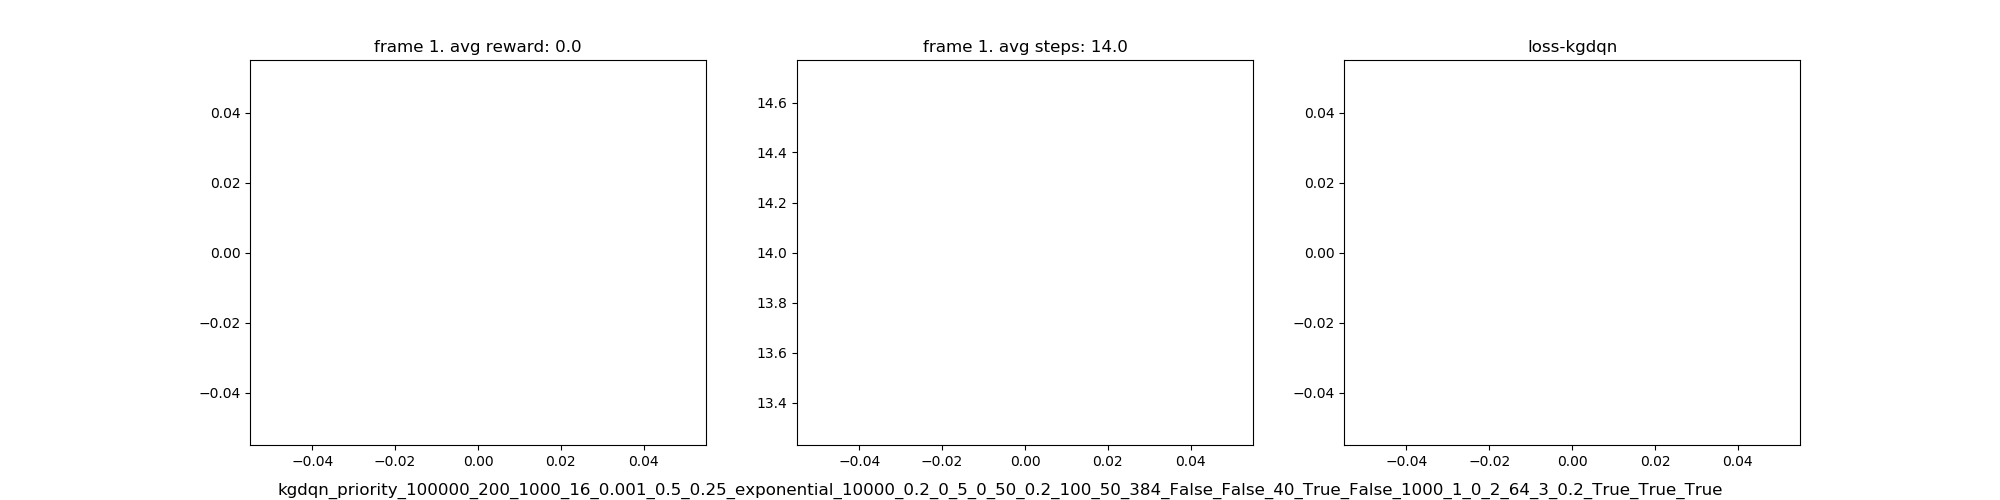 frame 1. avg reward: 0.0
0.04
0.02
0.00
−0.02
−0.04
−0.04 −0.02 0.00 0.02 0.04
frame 1. avg steps: 14.0
14.6
14.4
14.2
14.0
13.8
13.6
13.4
−0.04 −0.02 0.00 0.02 0.04
loss-kgdqn
0.04
0.02
0.00
−0.02
−0.04
−0.04 −0.02 0.00 0.02 0.04
kgdqn_priority_100000_200_1000_16_0.001_0.5_0.25_exponential_10000_0.2_0_5_0_50_0.2_100_50_384_False_False_40_True_False_1000_1_0_2_64_3_0.2_True_True_True